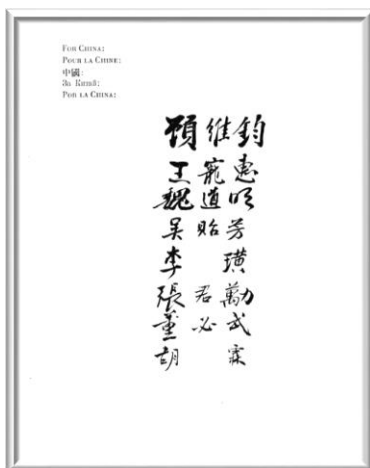 FOR CHINA:
POUR LA CHINE:
中國:
За Китай:
POR LA CHINA:
顧維鈞
王寵惠
魏道明
吳貽芳
李璜
張君勱
董必武
胡霖